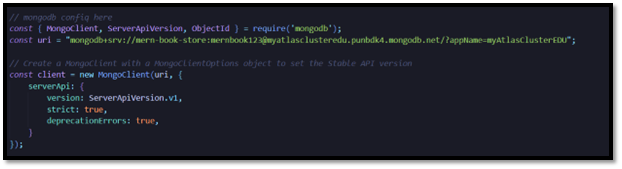 // mongodb config here
const { MongoClient, ServerApiVersion, ObjectId } = require('mongodb');
const uri = "mongodb+srv://mern-book-store:mernbook123@myatlasclusteredu.punbdk4.mongodb.net/?appName=myAtlasClusterEDU";
// Create a MongoClient with a MongoClientOptions object to set the Stable API version
const client = new MongoClient(uri, {
serverApi: {
version: ServerApiVersion.v1,
strict: true,
deprecationErrors: true,
}
});